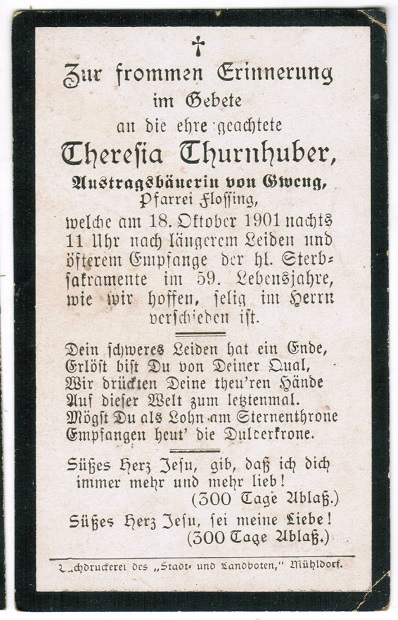 Zur frommen Erinnerung
im Gebete
an die ehrengeachtete
Theresia Thurnhuber,
Austragsbäuerin von Gweng,
Pfarrei Flossing,
welche am 18. Oktober 1901 nachts
11 Uhr nach längerem Leiden und
öfterem Empfange der hl. Sterb-
sakramente im 59. Lebensjahre,
wie wir hoffen, selig im Herrn
verschieden ist.
Dein schweres Leiden hat ein Ende,
Erlöst bist Du von Deiner Qual,
Wir drückten Deine theu'ren Hände
Auf dieser Welt zum letztenmal.
Mögst Du als Lohn am Sternenthrone
Empfangen heut' die Dulderkrone.
Süßes Herz Jesu, gib, daß ich dich
immer mehr und mehr lieb!
(300 Tage Ablaß.)
Süßes Herz Jesu, sei meine Liebe!
(300 Tage Ablaß.)
Buchdruckerei des „Stadt- und Landboten," Mühldorf.